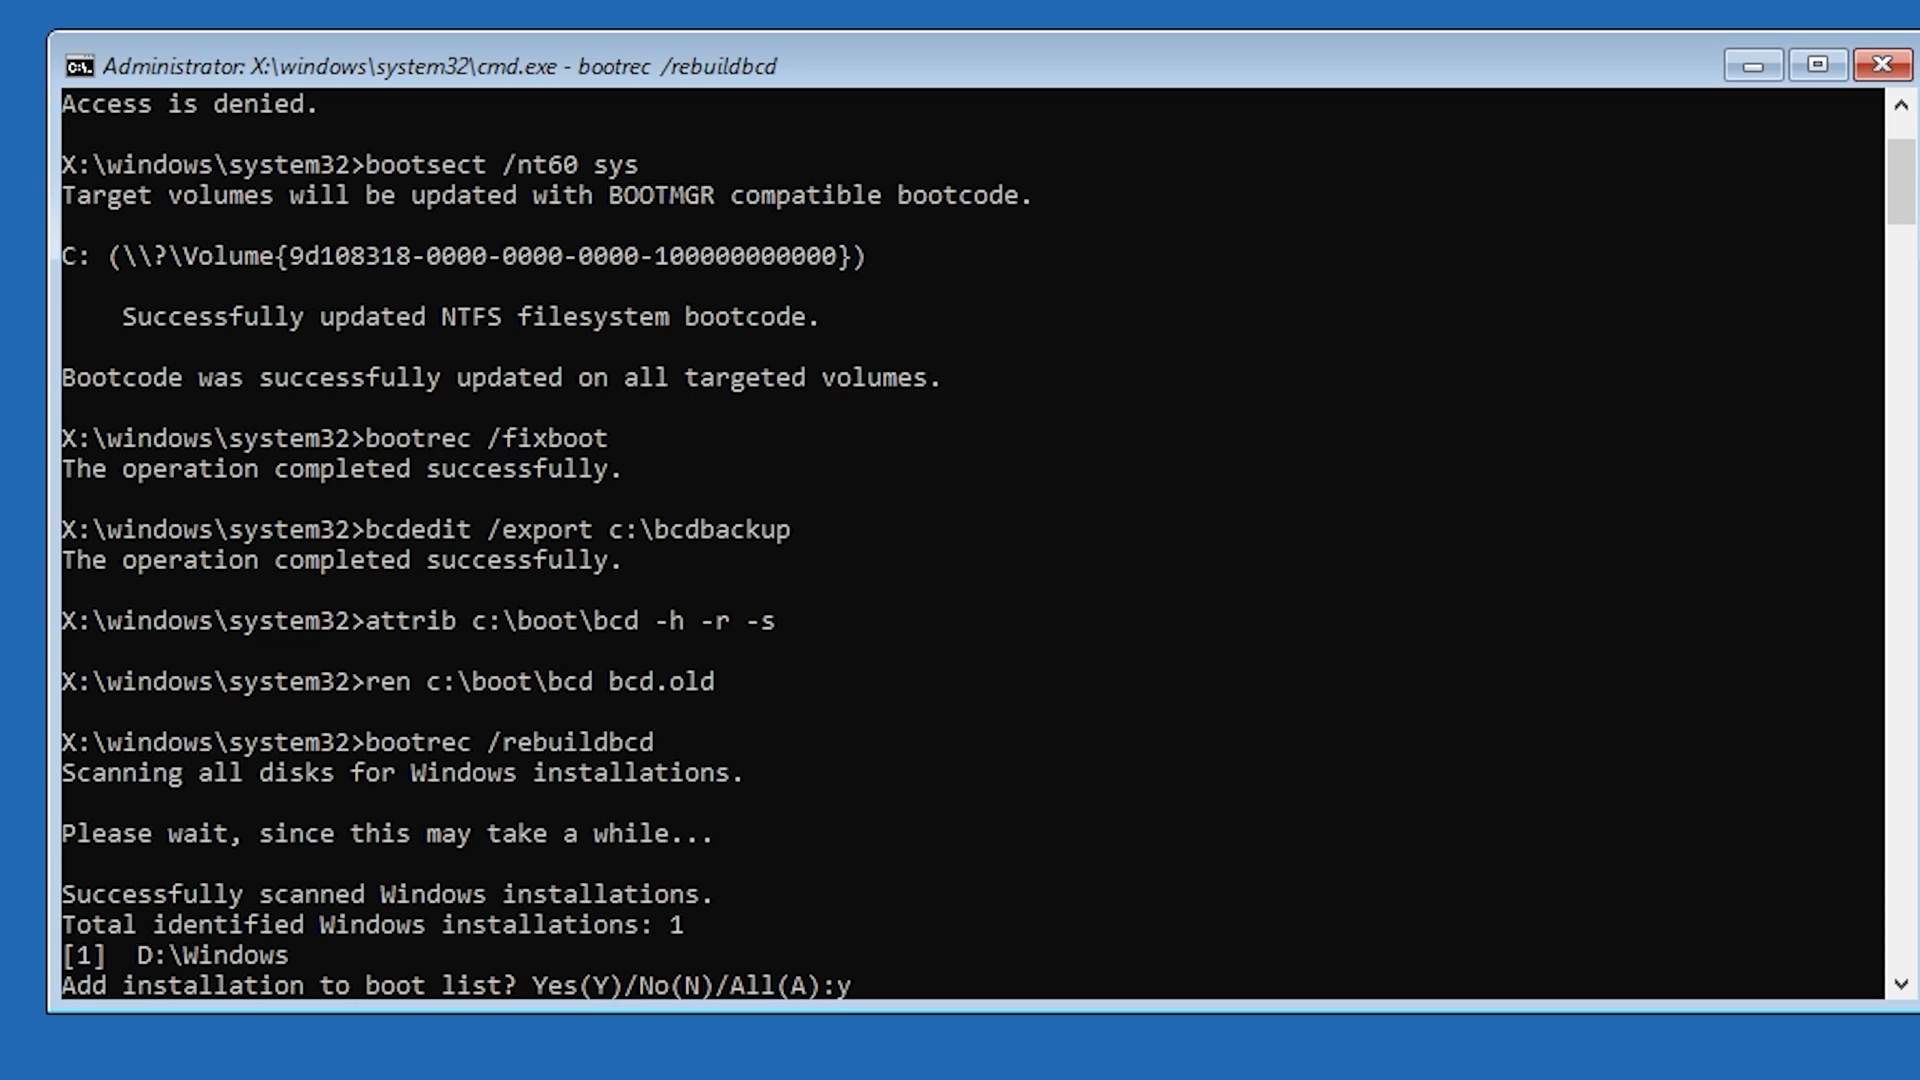 Administrator: X:\windows\system32\cmd.exe - bootrec /rebuildbcd
Access is denied.
X:\windows\system32>bootsect /nt60 sys
Target volumes will be updated with BOOTMGR compatible bootcode.
C: (\\?\Volume{9d108318-0000-0000-0000-100000000000})
Successfully updated NTFS filesystem bootcode.
Bootcode was successfully updated on all targeted volumes.
X:\windows\system32>bootrec /fixboot
The operation completed successfully.
X:\windows\system32>bcdedit /export c:\bcdbackup
The operation completed successfully.
X:\windows\system32>attrib c:\boot\bcd -h -r -s
X:\windows\system32>ren c:\boot\bcd bcd.old
X:\windows\system32>bootrec /rebuildbcd
Scanning all disks for Windows installations.
Please wait, since this may take a while...
Successfully scanned Windows installations.
Total identified Windows installations: 1
[1]  D:\Windows
Add installation to boot list? Yes(Y)/No(N)/All(A):y